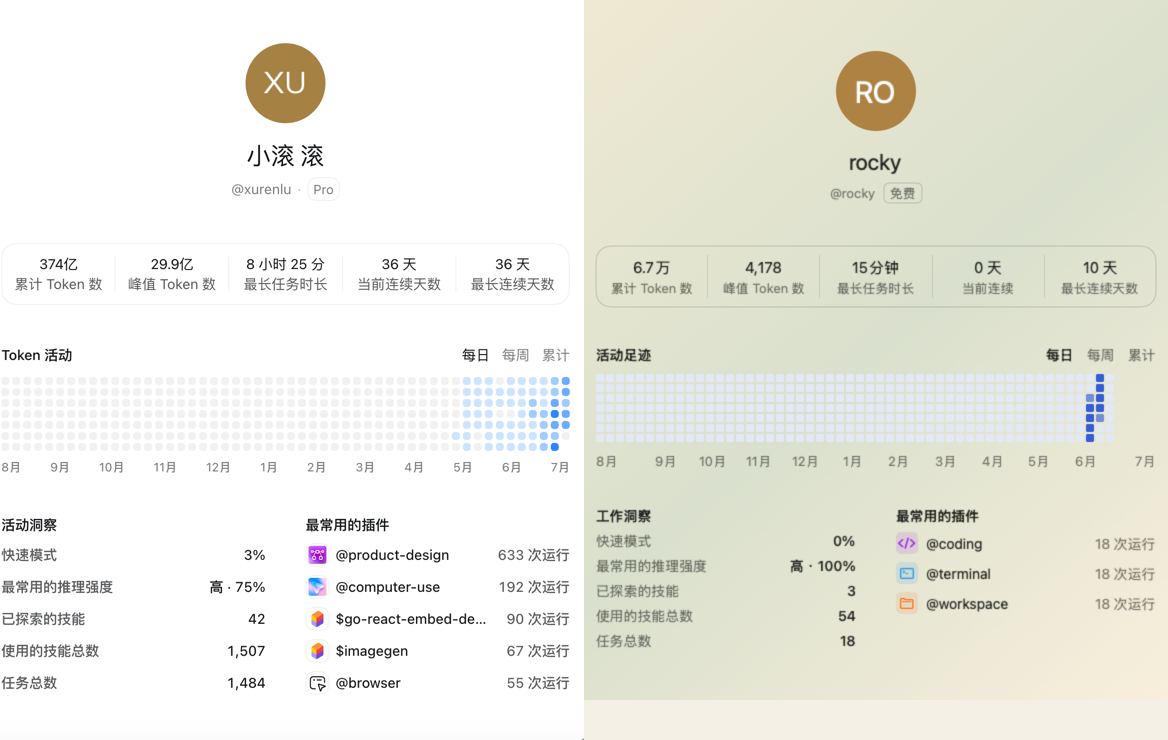 XU
小滚 滚
@xurenlu · Pro
374亿 29.9亿 8 小时 25 分 36 天 36 天
累计 Token 数 峰值 Token 数 最长任务时长 当前连续天数 最长连续天数
Token 活动 每日 每周 累计
8月 9月 10月 11月 12月 1月 2月 3月 4月 5月 6月 7月
活动洞察
快速模式 3%
最常用的推理强度 高 · 75%
已探索的技能 42
使用的技能总数 1,507
任务总数 1,484
最常用的插件
@product-design 633 次运行
@computer-use 192 次运行
$go-react-embed-de... 90 次运行
$imagegen 67 次运行
@browser 55 次运行
RO
rocky
@rocky 免费
6.7万 4,178 15分钟 0 天 10 天
累计 Token 数 峰值 Token 数 最长任务时长 当前连续 最长连续天数
活动足迹 每日 每周 累计
8月 9月 10月 11月 12月 1月 2月 3月 4月 5月 6月 7月
工作洞察
快速模式 0%
最常用的推理强度 高 · 100%
已探索的技能 3
使用的技能总数 54
任务总数 18
最常用的插件
@coding 18 次运行
@terminal 18 次运行
@workspace 18 次运行